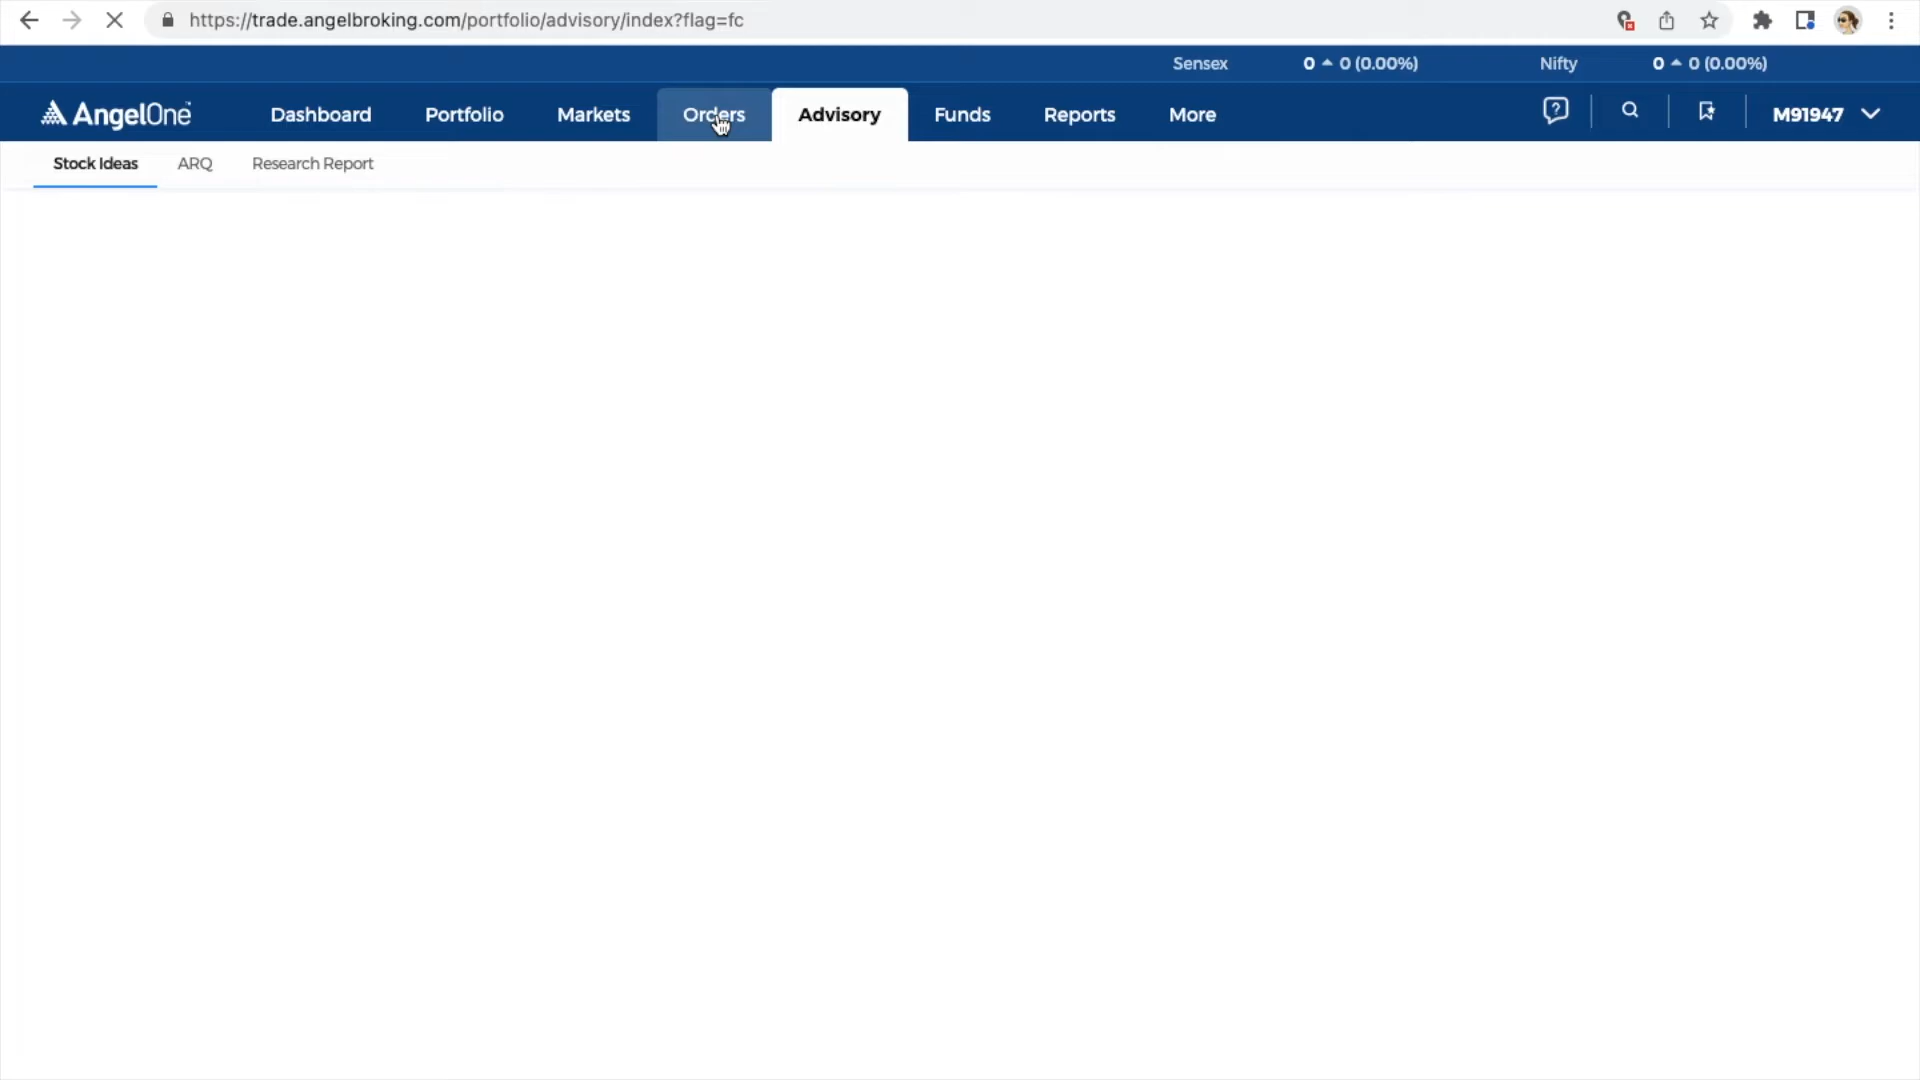 https://trade.angelbroking.com/portfolio/advisory/index?flag=fc
Sensex 0 0 (0.00%) Nifty 0 0 (0.00%)
AngelOne Dashboard Portfolio Markets Orders Advisory Funds Reports More M91947
Stock Ideas ARQ Research Report